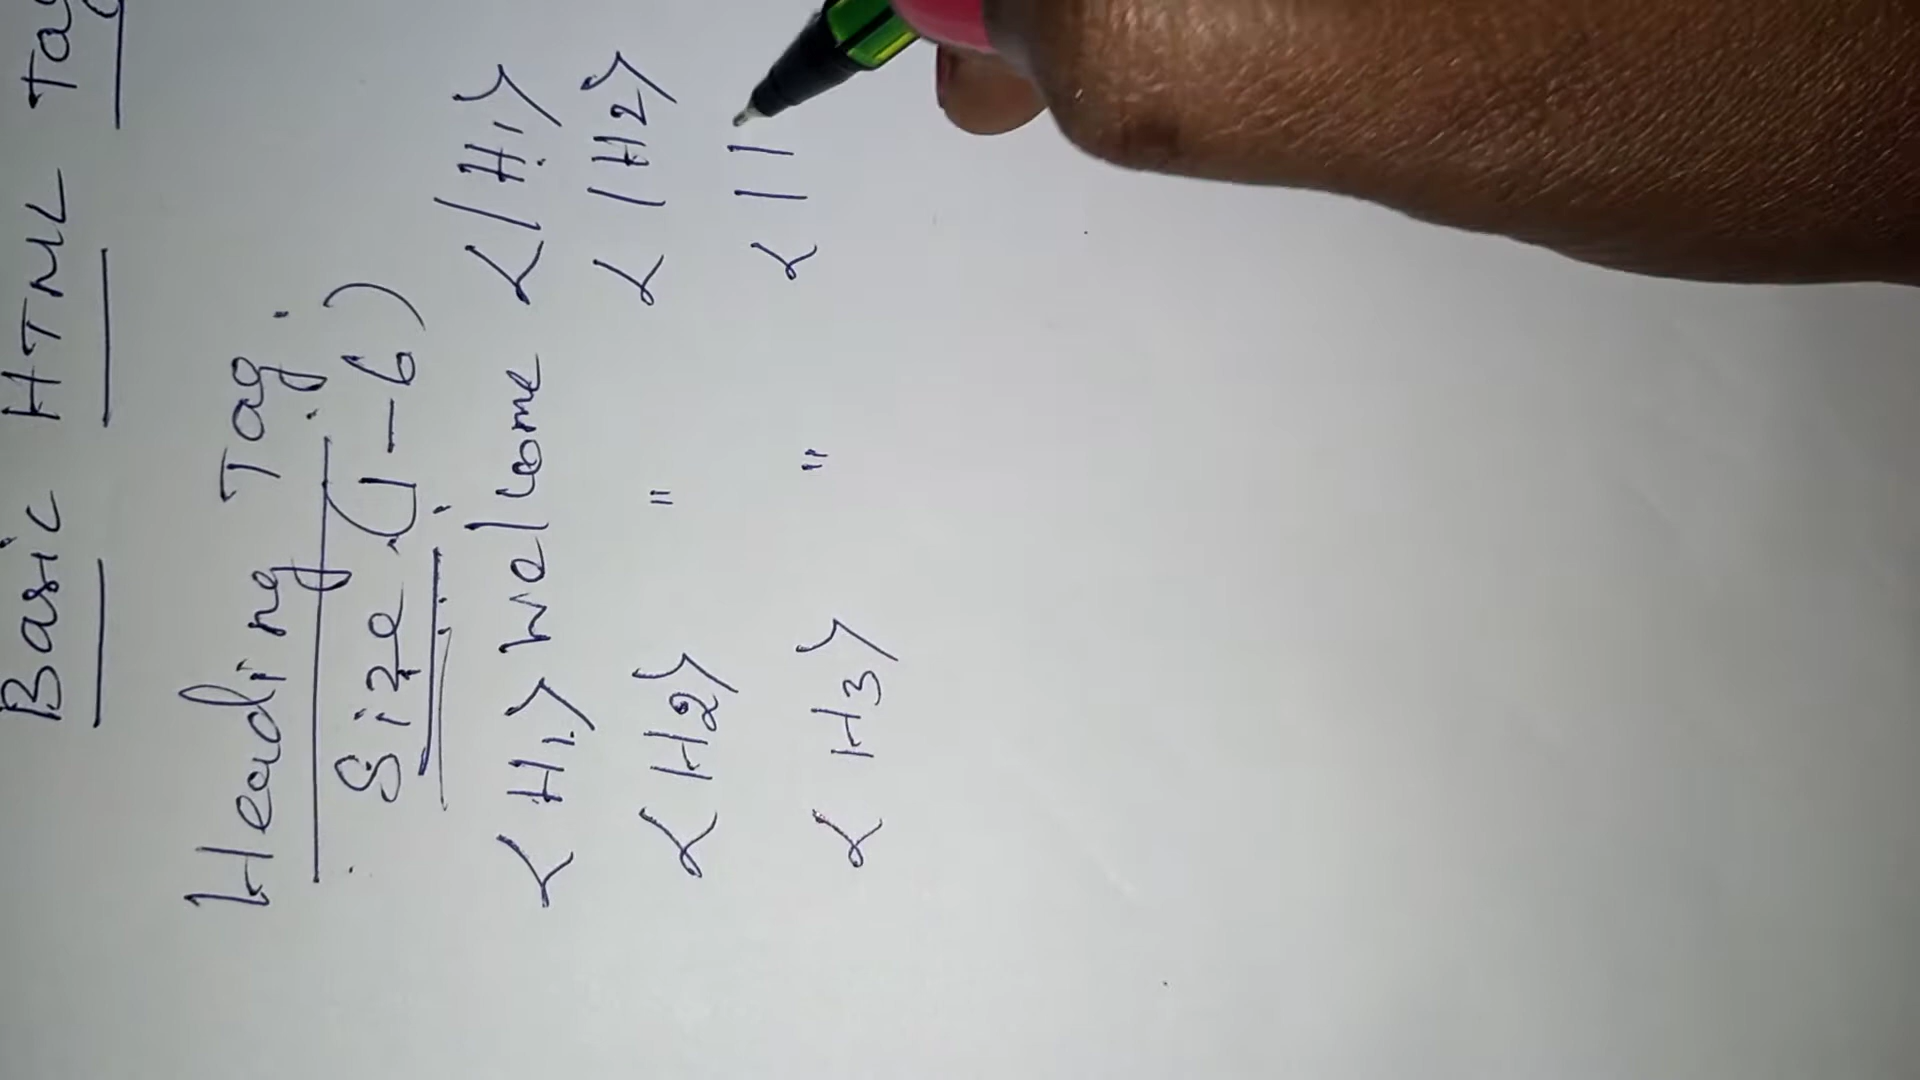 Basic HTML Tag
Heading Tag.
Size (1-6)
<H1> Welcome </H1>
<H2> " </H2>
<H3> " </